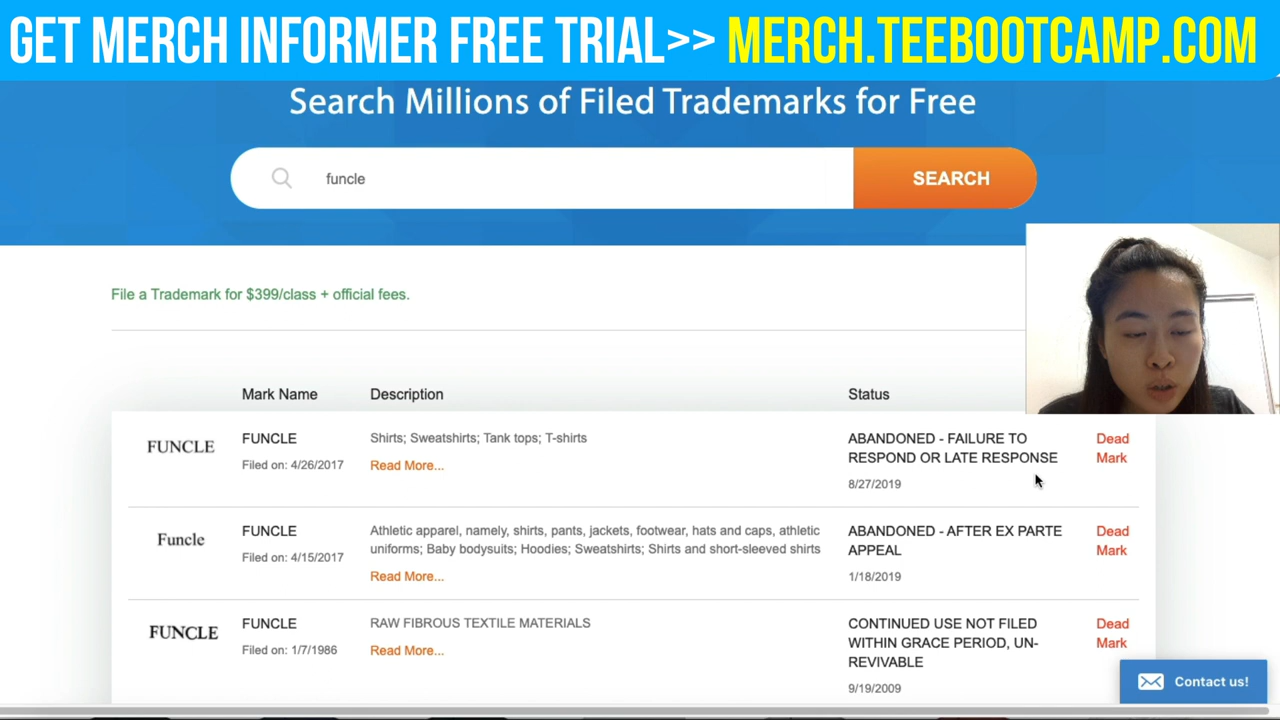 GET MERCH INFORMER FREE TRIAL>> MERCH.TEEBOOTCAMP.COM
Search Millions of Filed Trademarks for Free
funcle
SEARCH
File a Trademark for $399/class + official fees.
Mark Name
Description
Status
FUNCLE
FUNCLE
Filed on: 4/26/2017
Shirts; Sweatshirts; Tank tops; T-shirts
Read More...
ABANDONED - FAILURE TO
RESPOND OR LATE RESPONSE
8/27/2019
Dead
Mark
Funcle
FUNCLE
Filed on: 4/15/2017
Athletic apparel, namely, shirts, pants, jackets, footwear, hats and caps, athletic
uniforms; Baby bodysuits; Hoodies; Sweatshirts; Shirts and short-sleeved shirts
Read More...
ABANDONED - AFTER EX PARTE
APPEAL
1/18/2019
Dead
Mark
FUNCLE
FUNCLE
Filed on: 1/7/1986
RAW FIBROUS TEXTILE MATERIALS
Read More...
CONTINUED USE NOT FILED
WITHIN GRACE PERIOD, UN-
REVIVABLE
9/19/2009
Dead
Mark
Contact us!